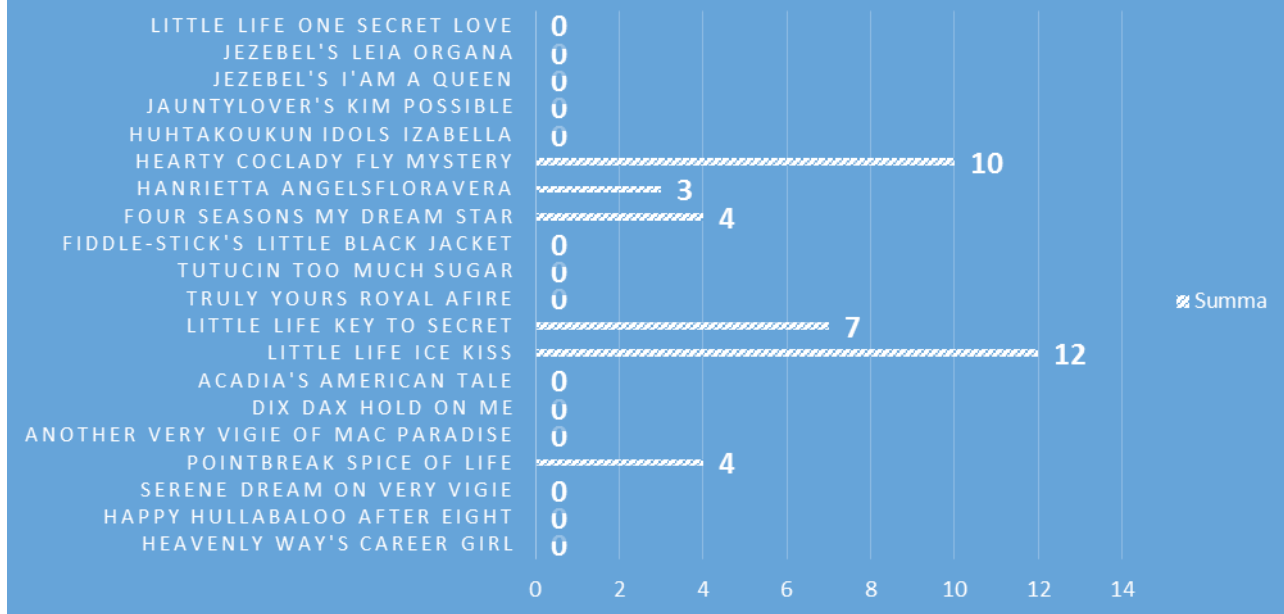 LITTLE LIFE ONE SECRET LOVE 0
JEZEBEL'S LEIA ORGANA 0
JEZEBEL'S I'AM A QUEEN 0
JAUNTYLOVER'S KIM POSSIBLE 0
HUHTAKOUKUN IDOLS IZABELLA 0
HEARTY COCLADY FLY MYSTERY 10
HANRIETTA ANGELSFLORAVERA 3
FOUR SEASONS MY DREAM STAR 4
FIDDLE-STICK'S LITTLE BLACK JACKET 0
TUTUCIN TOO MUCH SUGAR 0
TRULY YOURS ROYAL AFIRE 0
LITTLE LIFE KEY TO SECRET 7
LITTLE LIFE ICE KISS 12
ACADIA'S AMERICAN TALE 0
DIX DAX HOLD ON ME 0
ANOTHER VERY VIGIE OF MAC PARADISE 0
POINTBREAK SPICE OF LIFE 4
SERENE DREAM ON VERY VIGIE 0
HAPPY HULLABALOO AFTER EIGHT 0
HEAVENLY WAY'S CAREER GIRL 0
0 2 4 6 8 10 12 14
Summa